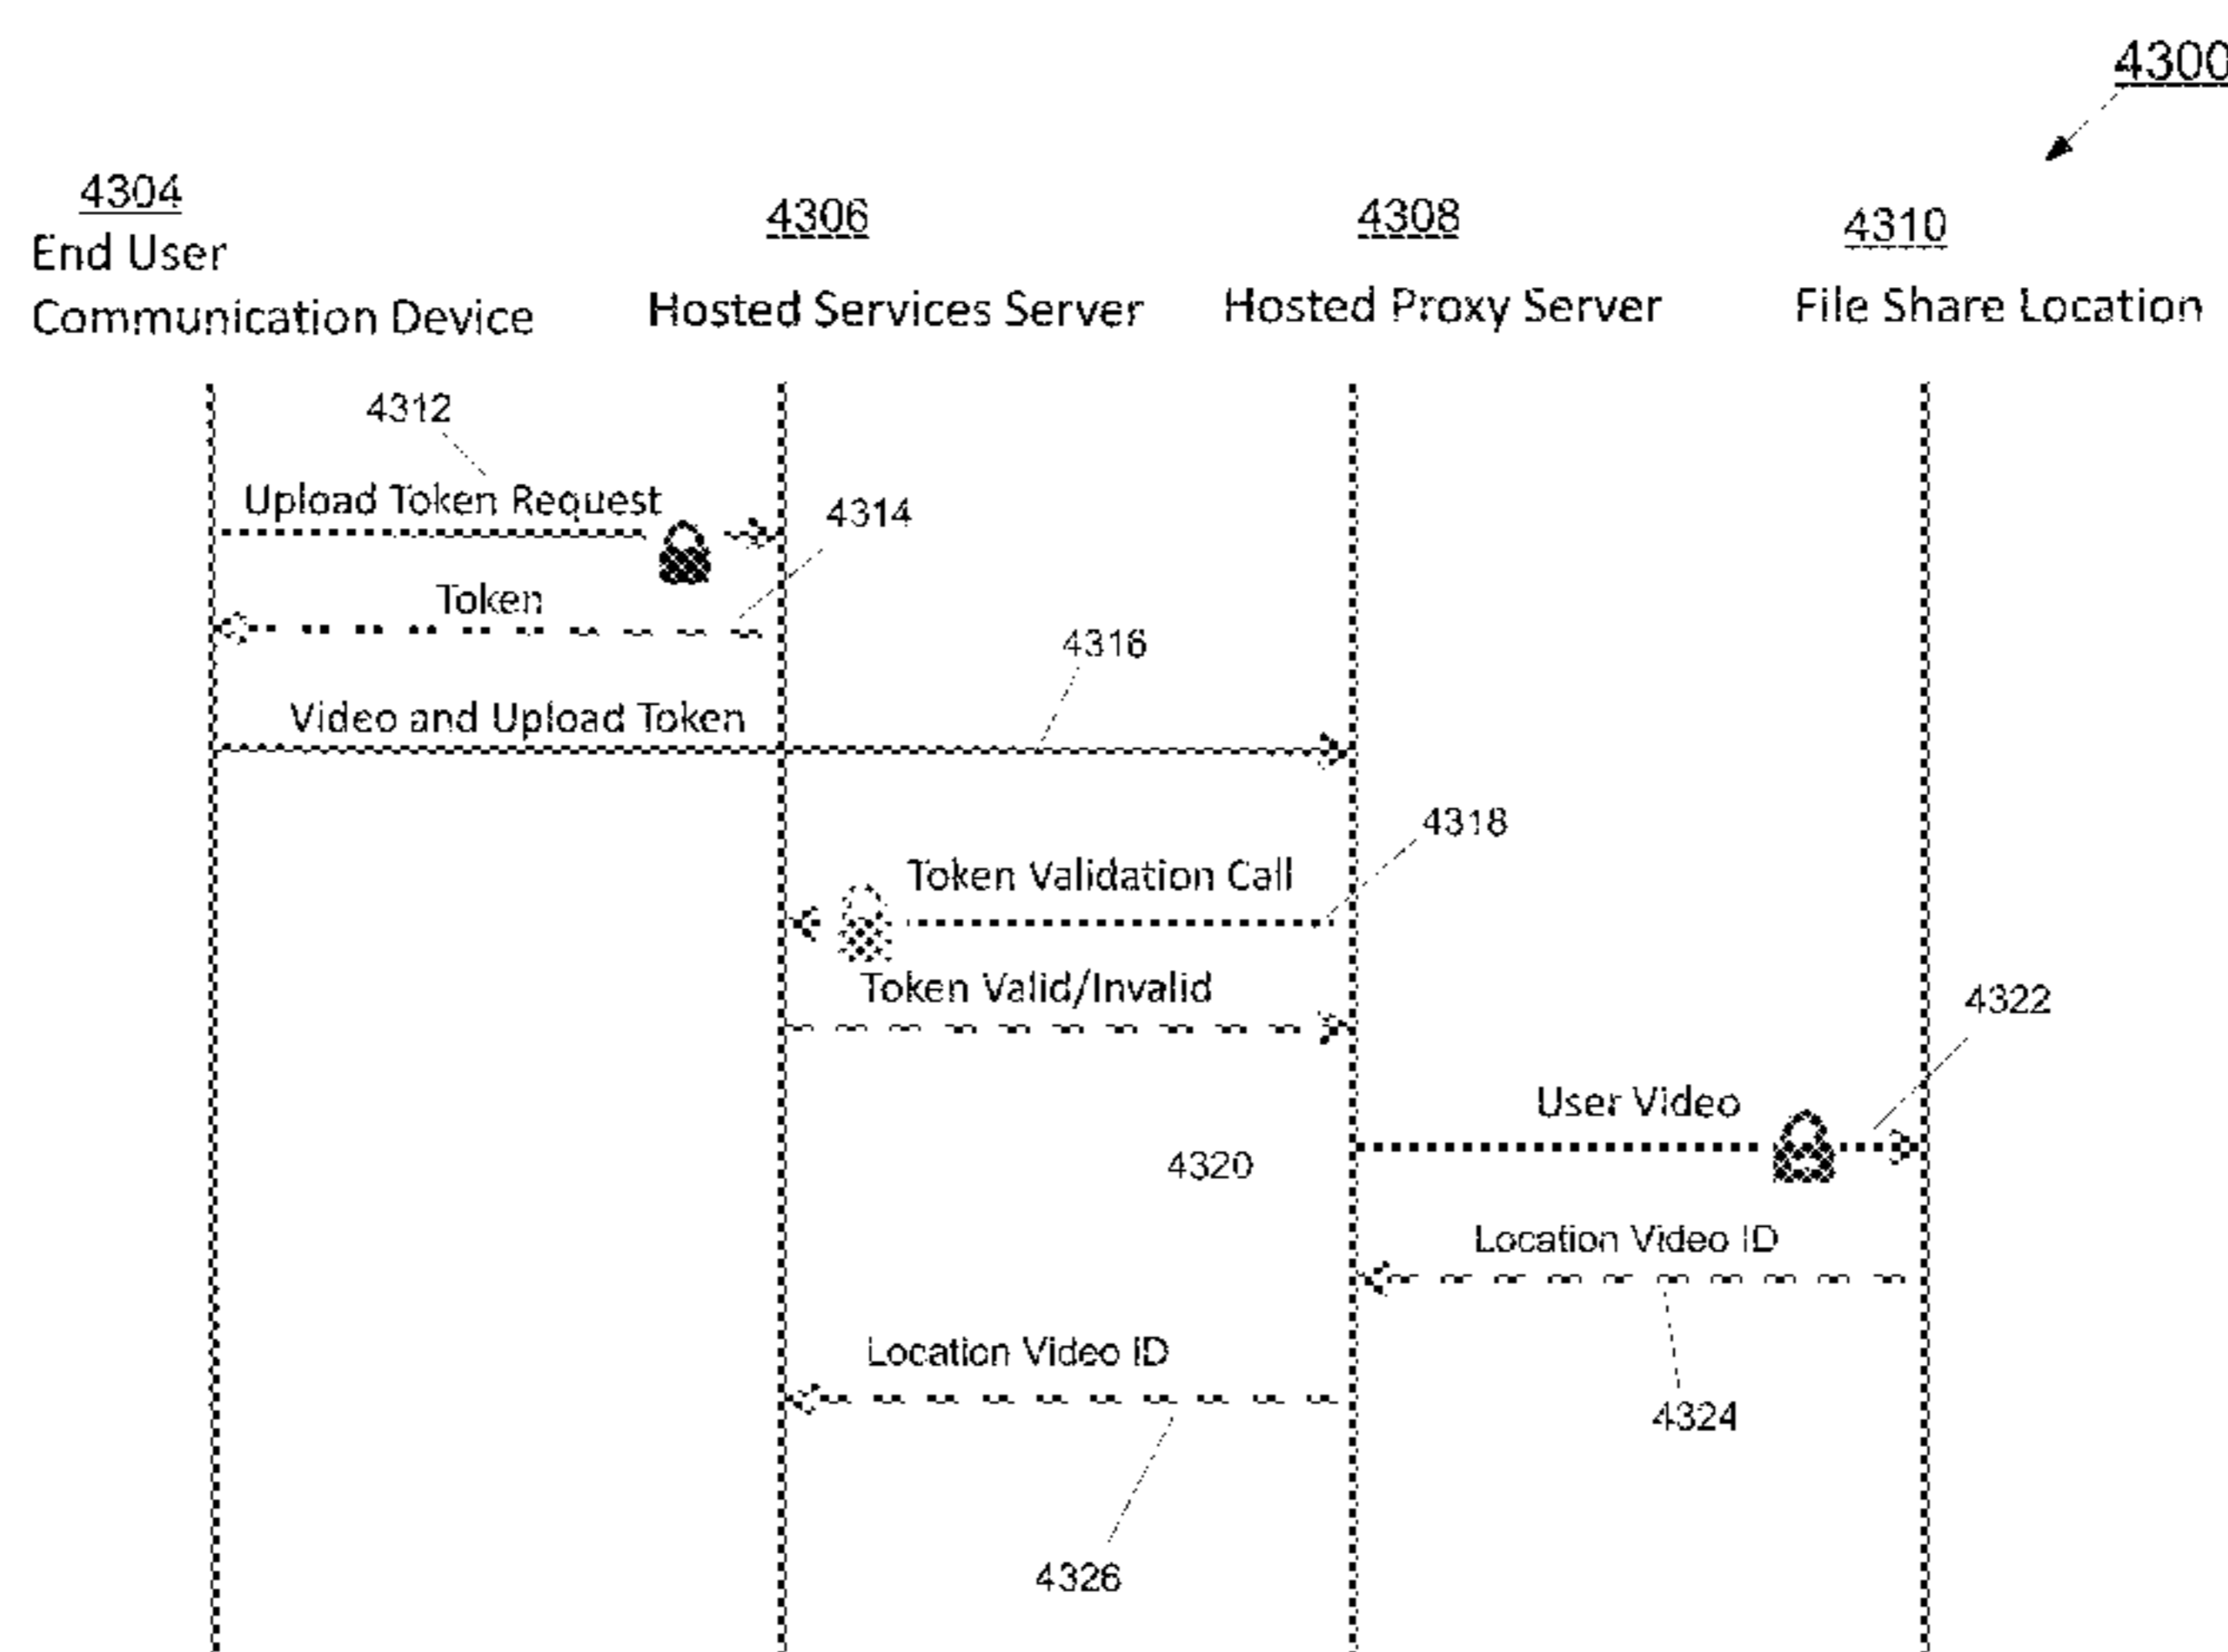 4300
4304
End User
Communication Device
4306
Hosted Services Server
4308
Hosted Proxy Server
4310
File Share Location
4312
Upload Token Request
4314
Token
4316
Video and Upload Token
4318
Token Validation Call
Token Valid/Invalid
4322
User Video
4320
Location Video ID
Location Video ID
4324
4326